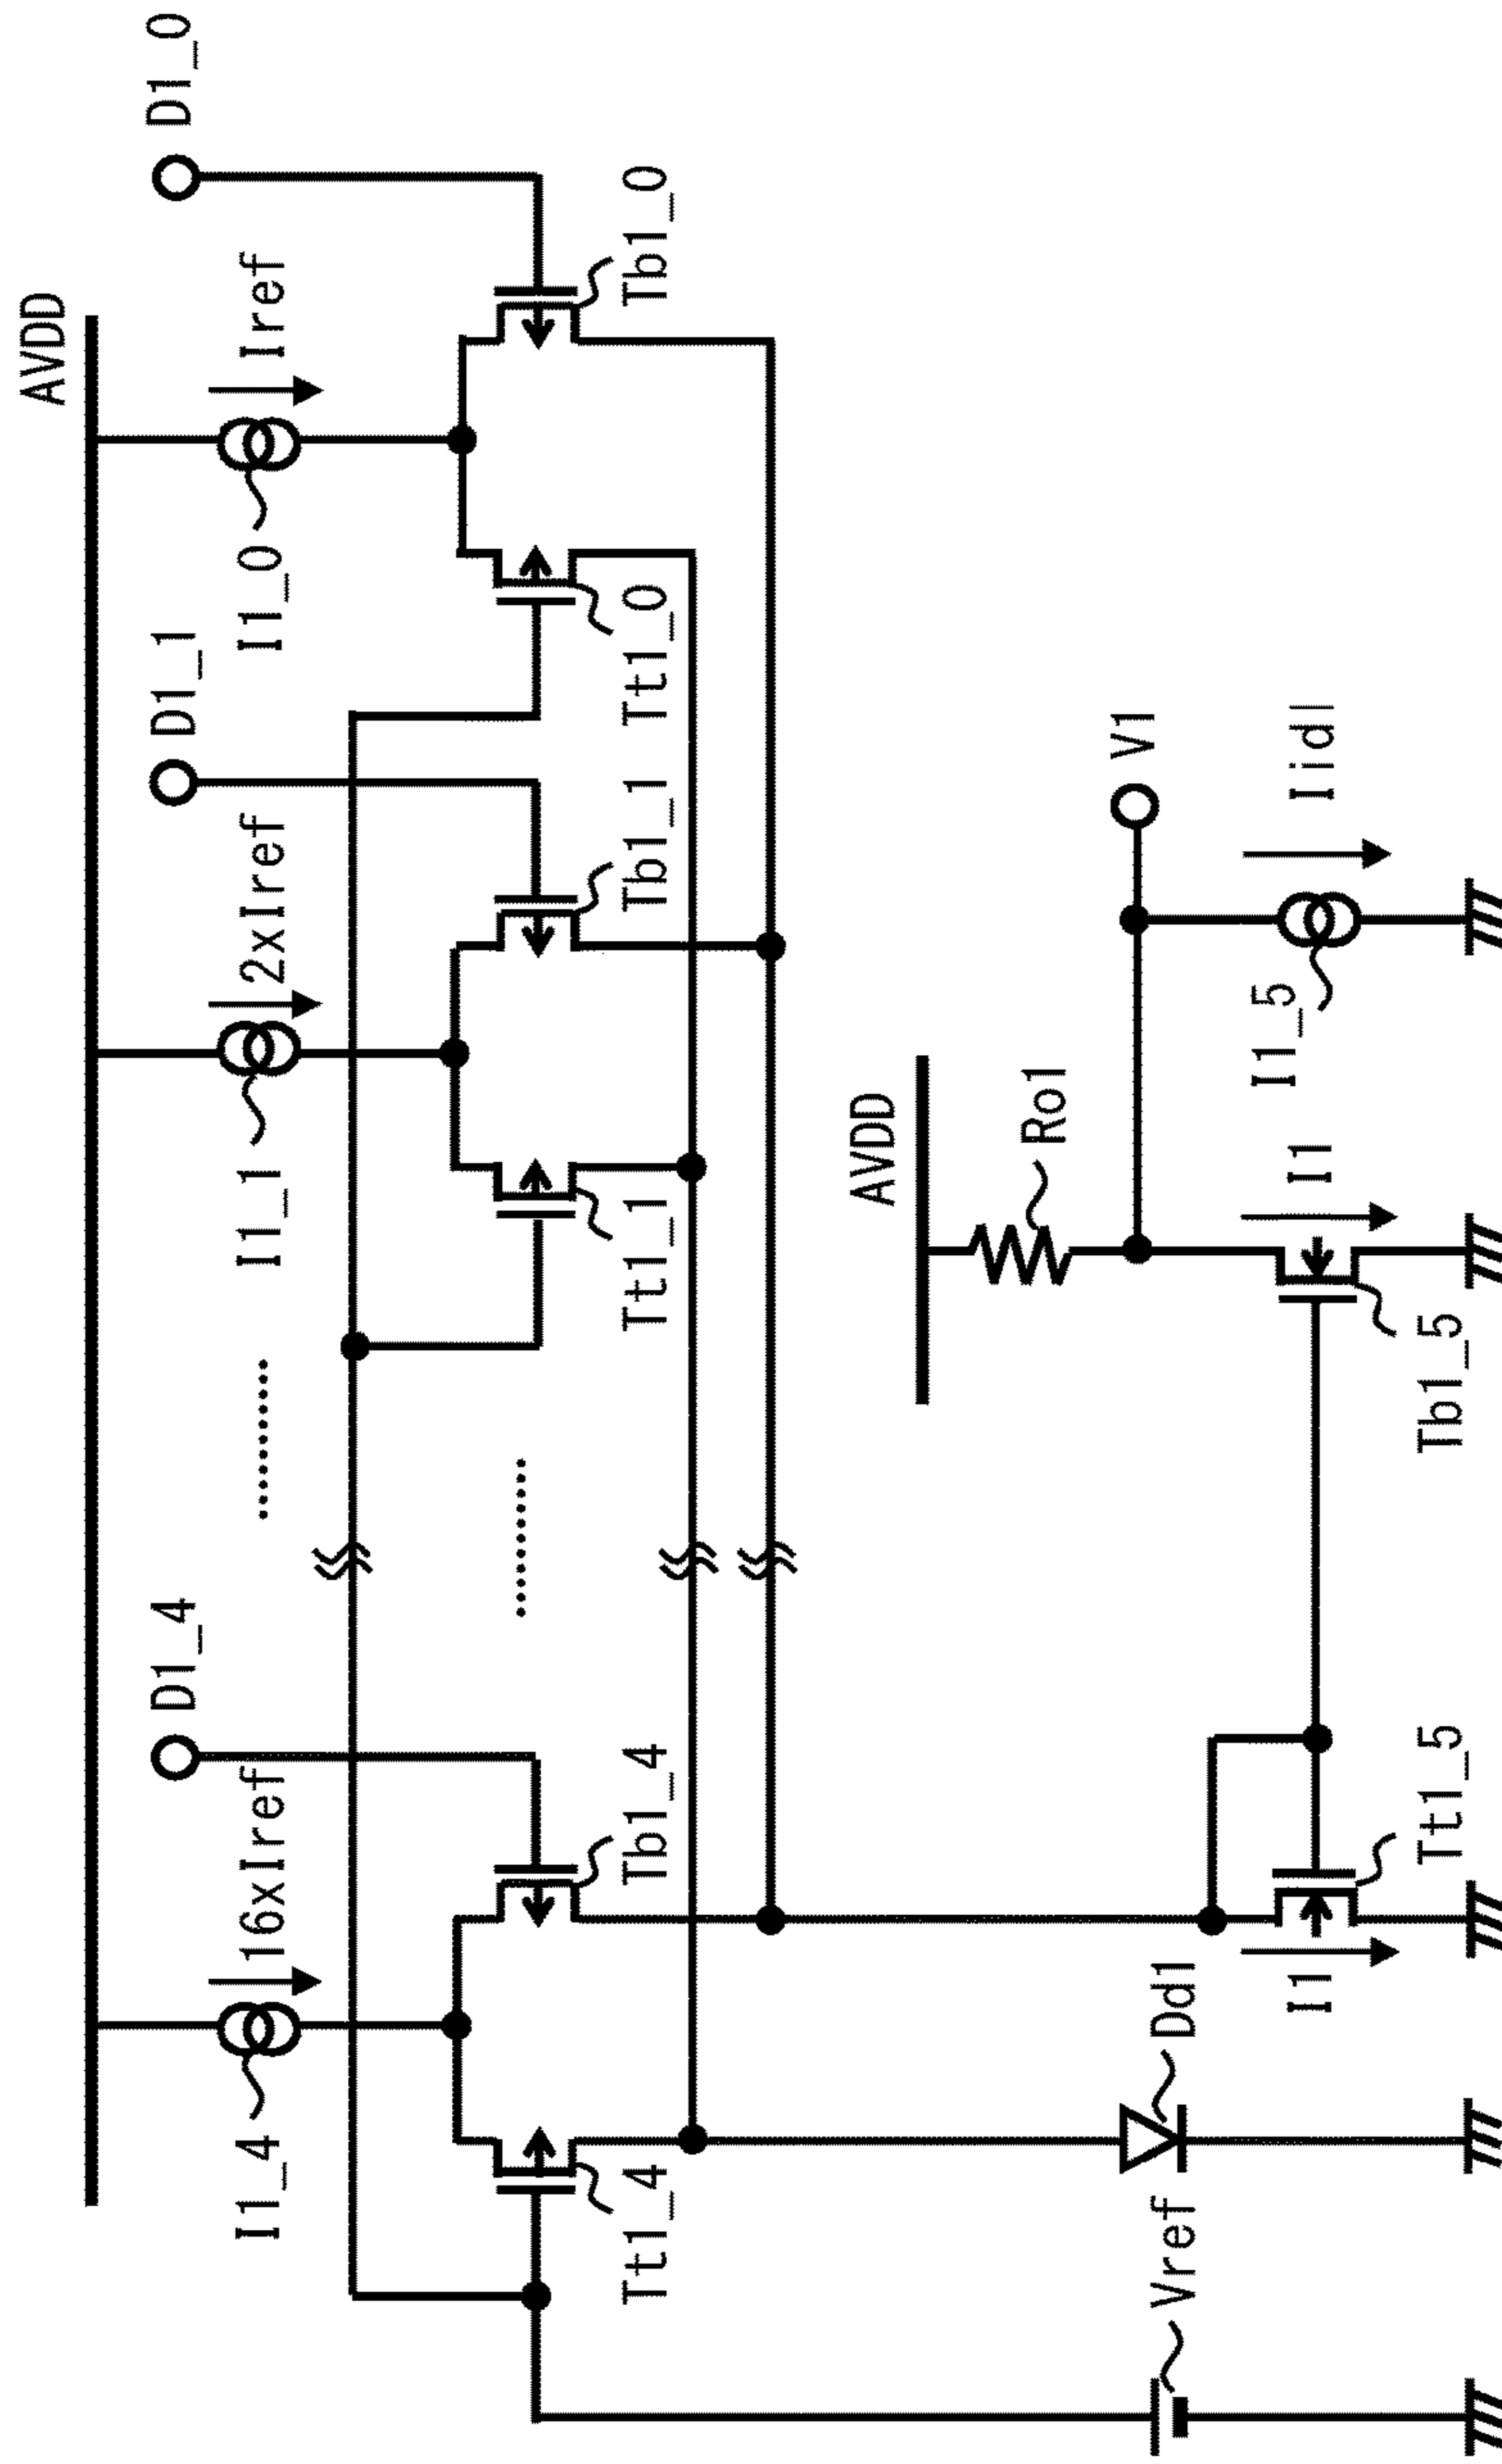 AVDD
D1_4
D1_1
D1_0
I1_4
16xIref
I1_1
2xIref
I1_0
Iref
..........
Tt1_4
Tb1_4
..........
Tt1_1
Tb1_1
Tt1_0
Tb1_0
AVDD
Ro1
Vref
Dd1
V1
I1
I1
I1_5
Iidl
Tt1_5
Tb1_5